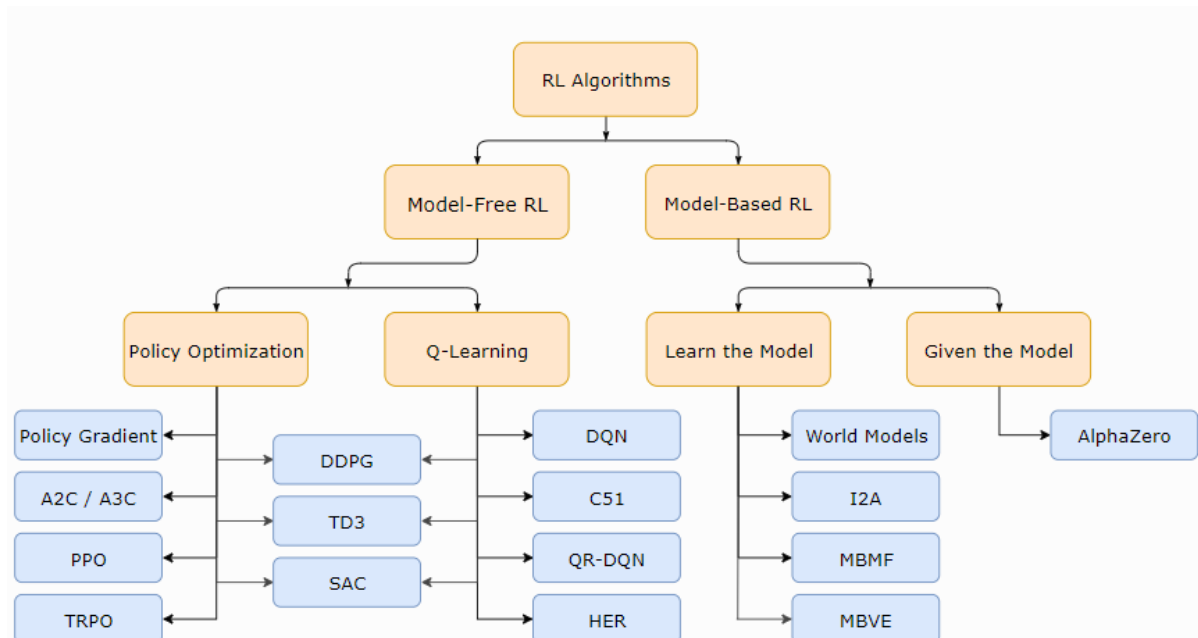 RL Algorithms
Model-Free RL
Model-Based RL
Policy Optimization
Q-Learning
Learn the Model
Given the Model
Policy Gradient
DDPG
DQN
World Models
AlphaZero
A2C / A3C
TD3
C51
I2A
PPO
SAC
QR-DQN
MBMF
TRPO
HER
MBVE